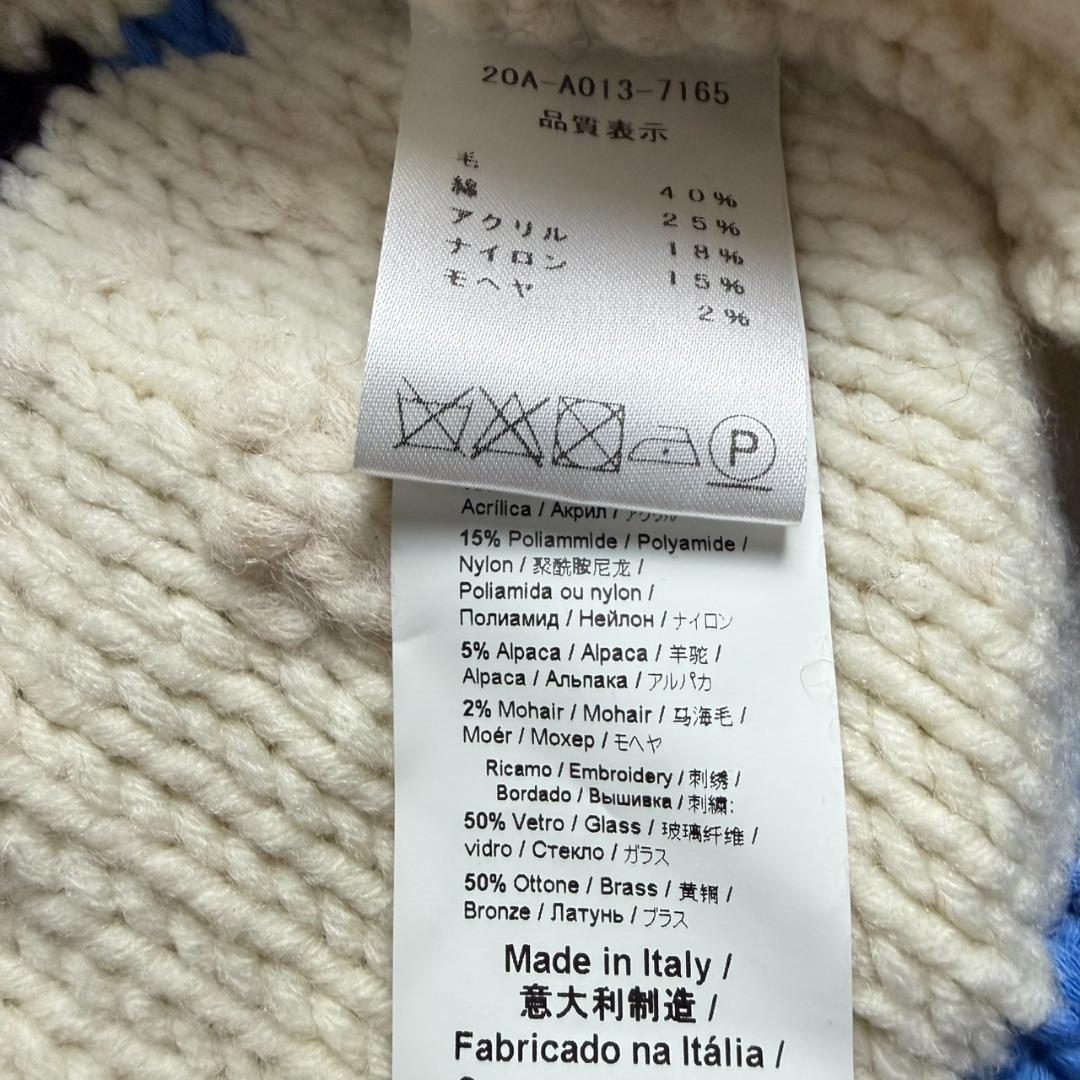 20A-A013-7165
品質表示
毛 40%
綿 25%
アクリル 18%
ナイロン 15%
モヘヤ 2%
P
Acrílica / Акрил / アクリル
15% Poliammide / Polyamide /
Nylon / 聚酰胺尼龙 /
Poliamida ou nylon /
Полиамид / Нейлон / ナイロン
5% Alpaca / Alpaca / 羊驼 /
Alpaca / Альпака / アルパカ
2% Mohair / Mohair / 马海毛 /
Moér / Мохер / モヘヤ
Ricamo / Embroidery / 刺绣 /
Bordado / Вышивка / 刺繍:
50% Vetro / Glass / 玻璃纤维 /
vidro / Стекло / ガラス
50% Ottone / Brass / 黄铜 /
Bronze / Латунь / ブラス
Made in Italy /
意大利制造 /
Fabricado na Itália /